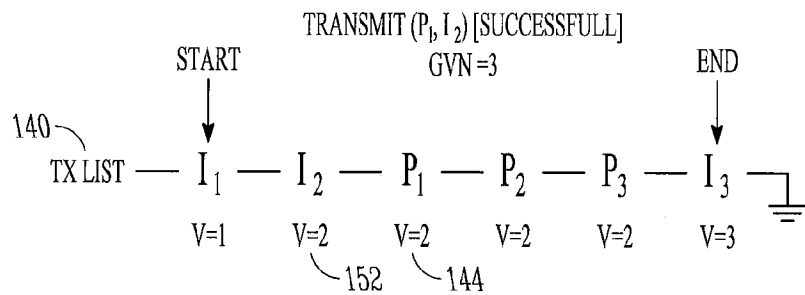 TRANSMIT (P₁, I₂) [SUCCESSFULL]
START GVN =3 END
140
TX LIST I₁ I₂ P₁ P₂ P₃ I₃
V=1 V=2 V=2 V=2 V=2 V=3
152 144